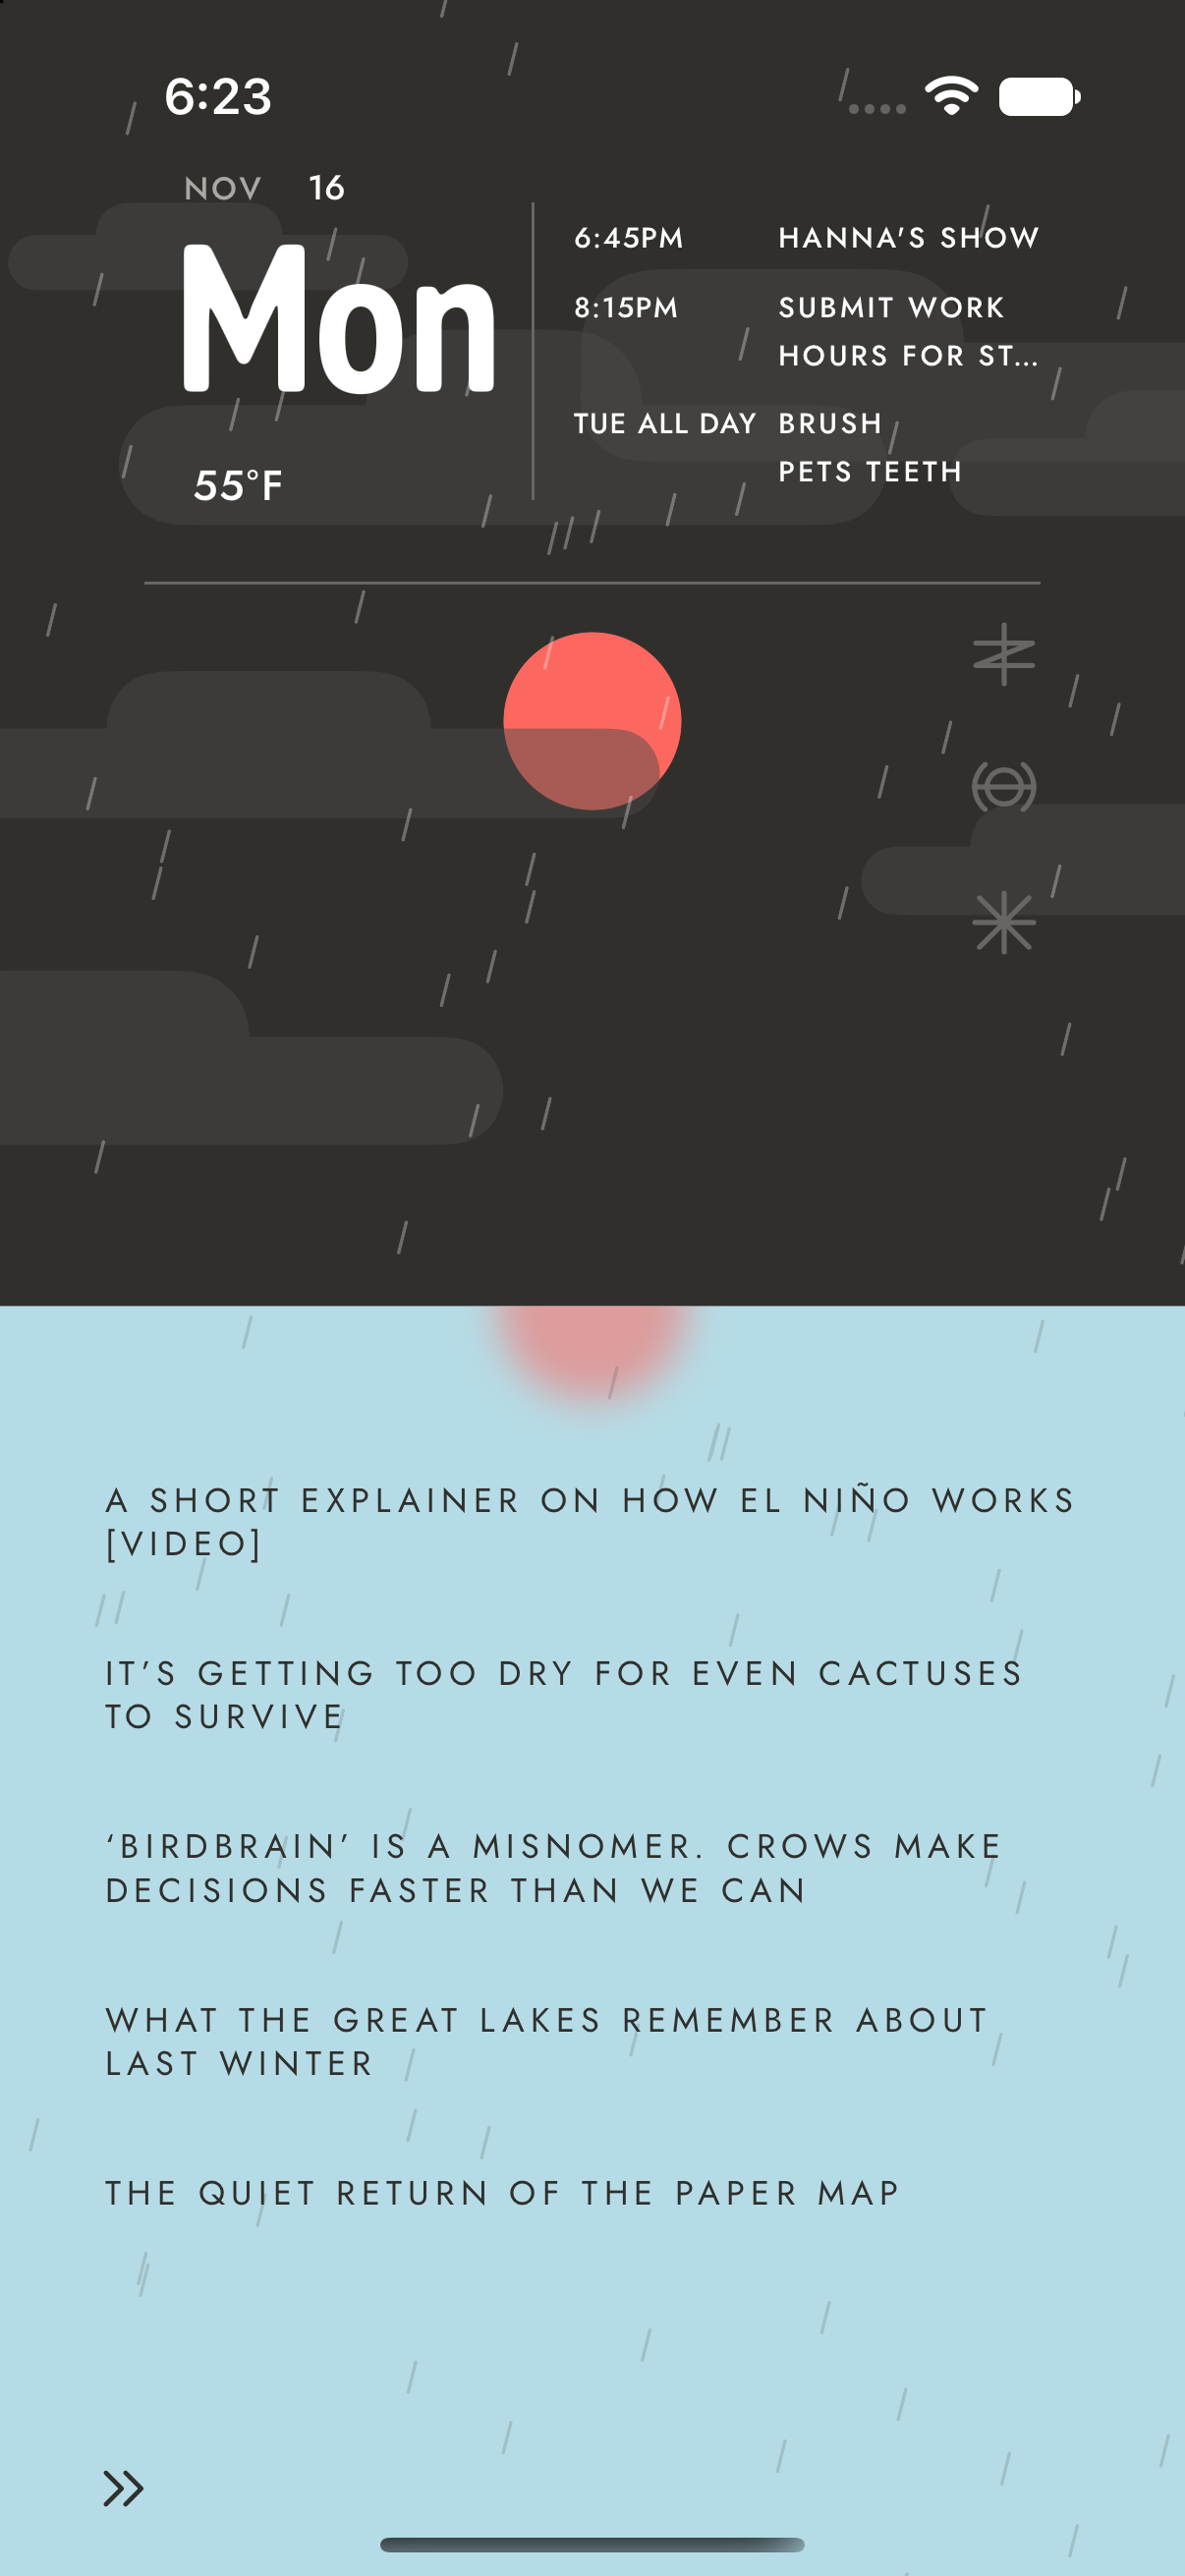 6:23
NOV 16
Mon
55°F
6:45PM HANNA'S SHOW
8:15PM SUBMIT WORK
HOURS FOR ST...
TUE ALL DAY BRUSH
PETS TEETH
A SHORT EXPLAINER ON HOW EL NIÑO WORKS
[VIDEO]
IT’S GETTING TOO DRY FOR EVEN CACTUSES
TO SURVIVE
‘BIRDBRAIN’ IS A MISNOMER. CROWS MAKE
DECISIONS FASTER THAN WE CAN
WHAT THE GREAT LAKES REMEMBER ABOUT
LAST WINTER
THE QUIET RETURN OF THE PAPER MAP